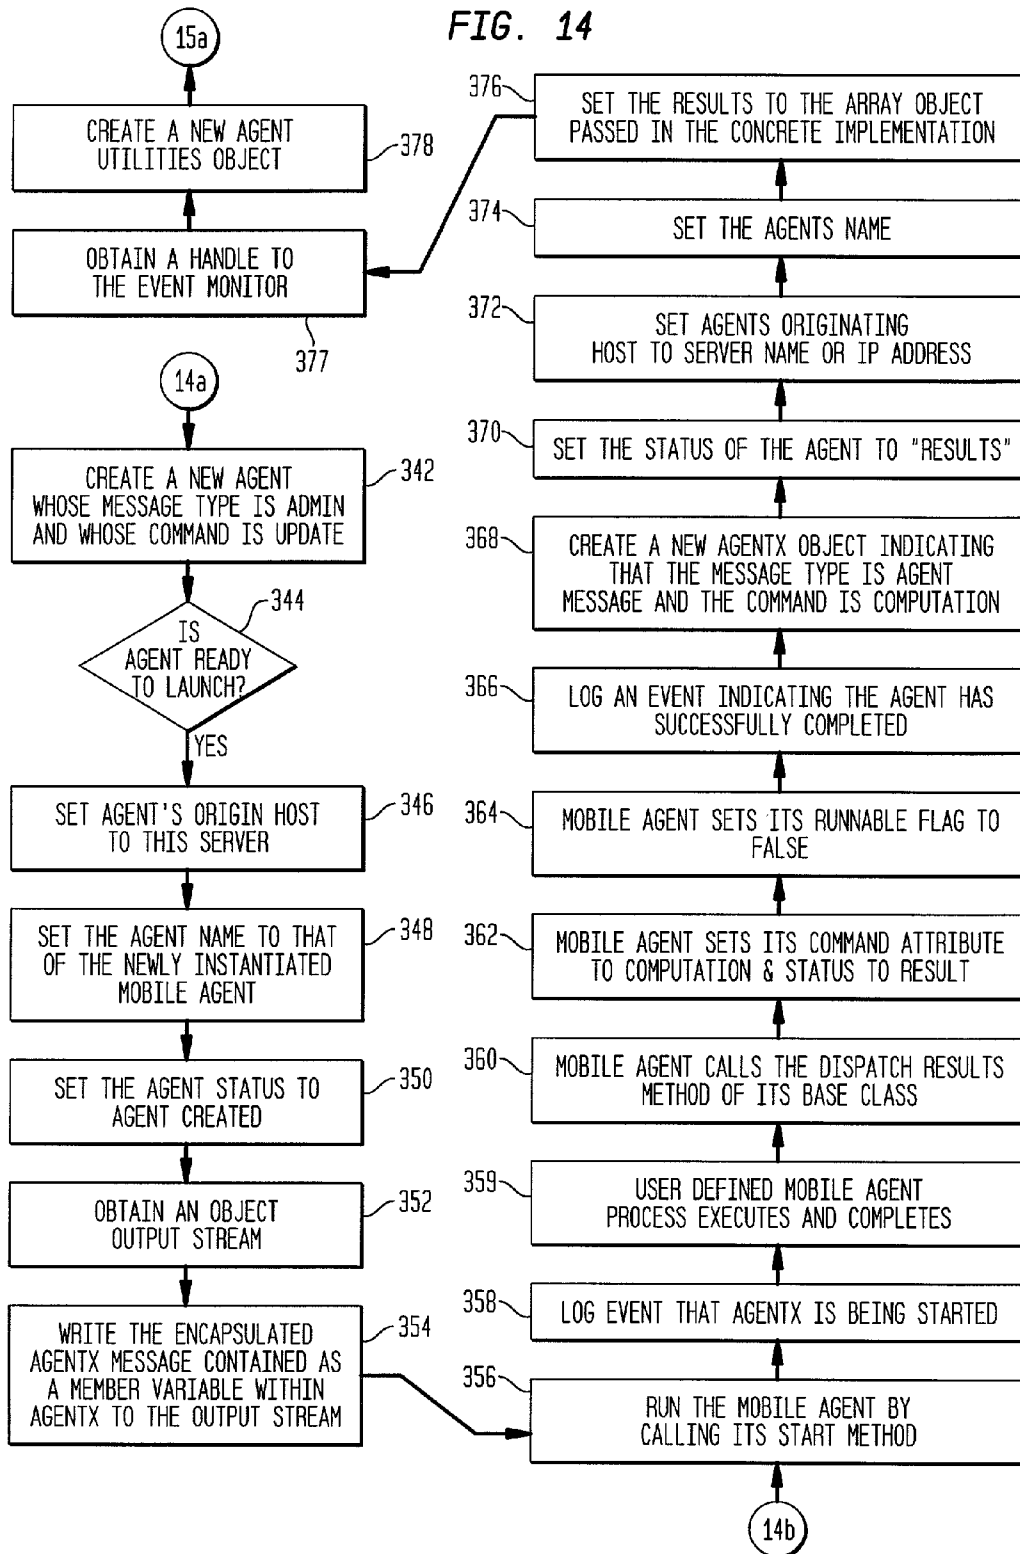 FIG. 14
15a
CREATE A NEW AGENT
UTILITIES OBJECT
378
OBTAIN A HANDLE TO
THE EVENT MONITOR
377
14a
CREATE A NEW AGENT
WHOSE MESSAGE TYPE IS ADMIN
AND WHOSE COMMAND IS UPDATE
342
344
IS
AGENT READY
TO LAUNCH?
YES
SET AGENT'S ORIGIN HOST
TO THIS SERVER
346
SET THE AGENT NAME TO THAT
OF THE NEWLY INSTANTIATED
MOBILE AGENT
348
SET THE AGENT STATUS TO
AGENT CREATED
350
OBTAIN AN OBJECT
OUTPUT STREAM
352
WRITE THE ENCAPSULATED
AGENTX MESSAGE CONTAINED AS
A MEMBER VARIABLE WITHIN
AGENTX TO THE OUTPUT STREAM
354
376
SET THE RESULTS TO THE ARRAY OBJECT
PASSED IN THE CONCRETE IMPLEMENTATION
374
SET THE AGENTS NAME
372
SET AGENTS ORIGINATING
HOST TO SERVER NAME OR IP ADDRESS
370
SET THE STATUS OF THE AGENT TO "RESULTS"
368
CREATE A NEW AGENTX OBJECT INDICATING
THAT THE MESSAGE TYPE IS AGENT
MESSAGE AND THE COMMAND IS COMPUTATION
366
LOG AN EVENT INDICATING THE AGENT HAS
SUCCESSFULLY COMPLETED
364
MOBILE AGENT SETS ITS RUNNABLE FLAG TO
FALSE
362
MOBILE AGENT SETS ITS COMMAND ATTRIBUTE
TO COMPUTATION & STATUS TO RESULT
360
MOBILE AGENT CALLS THE DISPATCH RESULTS
METHOD OF ITS BASE CLASS
359
USER DEFINED MOBILE AGENT
PROCESS EXECUTES AND COMPLETES
358
LOG EVENT THAT AGENTX IS BEING STARTED
356
RUN THE MOBILE AGENT BY
CALLING ITS START METHOD
14b